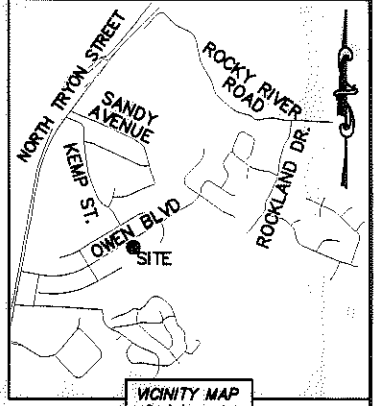 NORTH TRYON STREET
ROCKY RIVER
ROAD
SANDY
AVENUE
KEMP ST.
ROCKLAND DR.
OWEN BLVD
SITE
VICINITY MAP